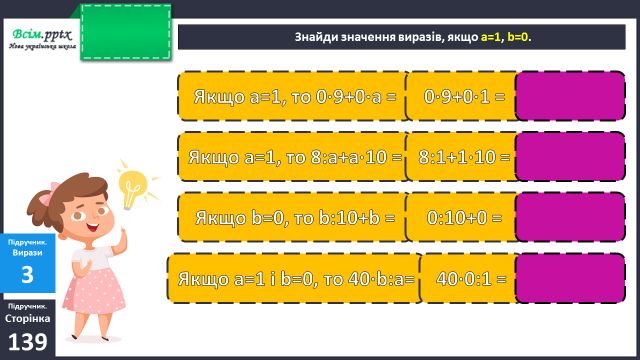 Всім.pptx
Нова українська школа
Знайди значення виразів, якщо a=1, b=0.
Якщо a=1, то 0·9+0·a = 0·9+0·1 =
Якщо a=1, то 8:a+a·10 = 8:1+1·10 =
Якщо b=0, то b:10+b = 0:10+0 =
Якщо a=1 і b=0, то 40·b:a= 40·0:1 =
Підручник.
Вирази
3
Підручник.
Сторінка
139